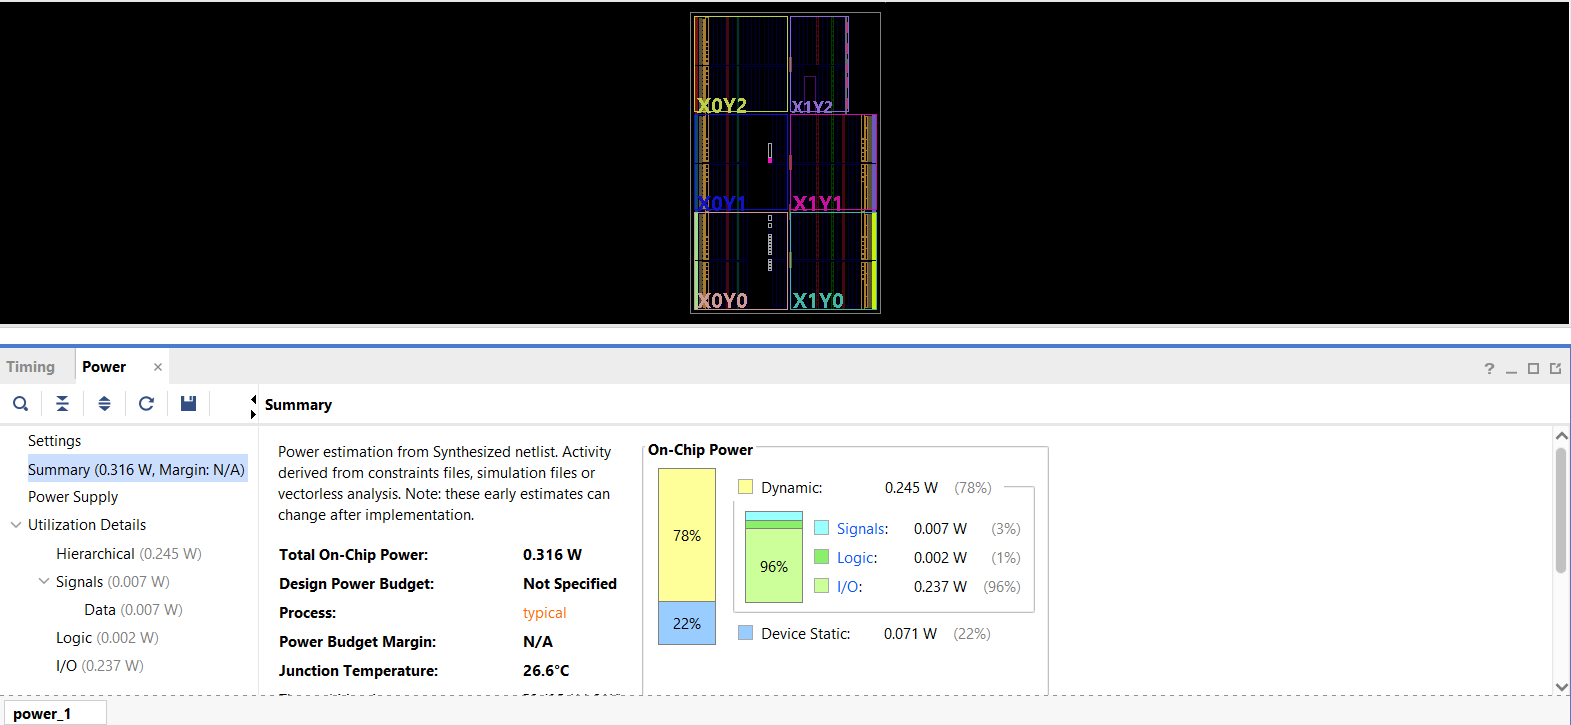 X0Y2
X1Y2
X0Y1
X1Y1
X0Y0
X1Y0
Timing
Power
?
Summary
Settings
Summary (0.316 W, Margin: N/A)
Power Supply
Utilization Details
Hierarchical (0.245 W)
Signals (0.007 W)
Data (0.007 W)
Logic (0.002 W)
I/O (0.237 W)
Power estimation from Synthesized netlist. Activity
derived from constraints files, simulation files or
vectorless analysis. Note: these early estimates can
change after implementation.
Total On-Chip Power: 0.316 W
Design Power Budget: Not Specified
Process: typical
Power Budget Margin: N/A
Junction Temperature: 26.6°C
On-Chip Power
78%
22%
Dynamic: 0.245 W (78%)
96%
Signals: 0.007 W (3%)
Logic: 0.002 W (1%)
I/O: 0.237 W (96%)
Device Static: 0.071 W (22%)
power_1